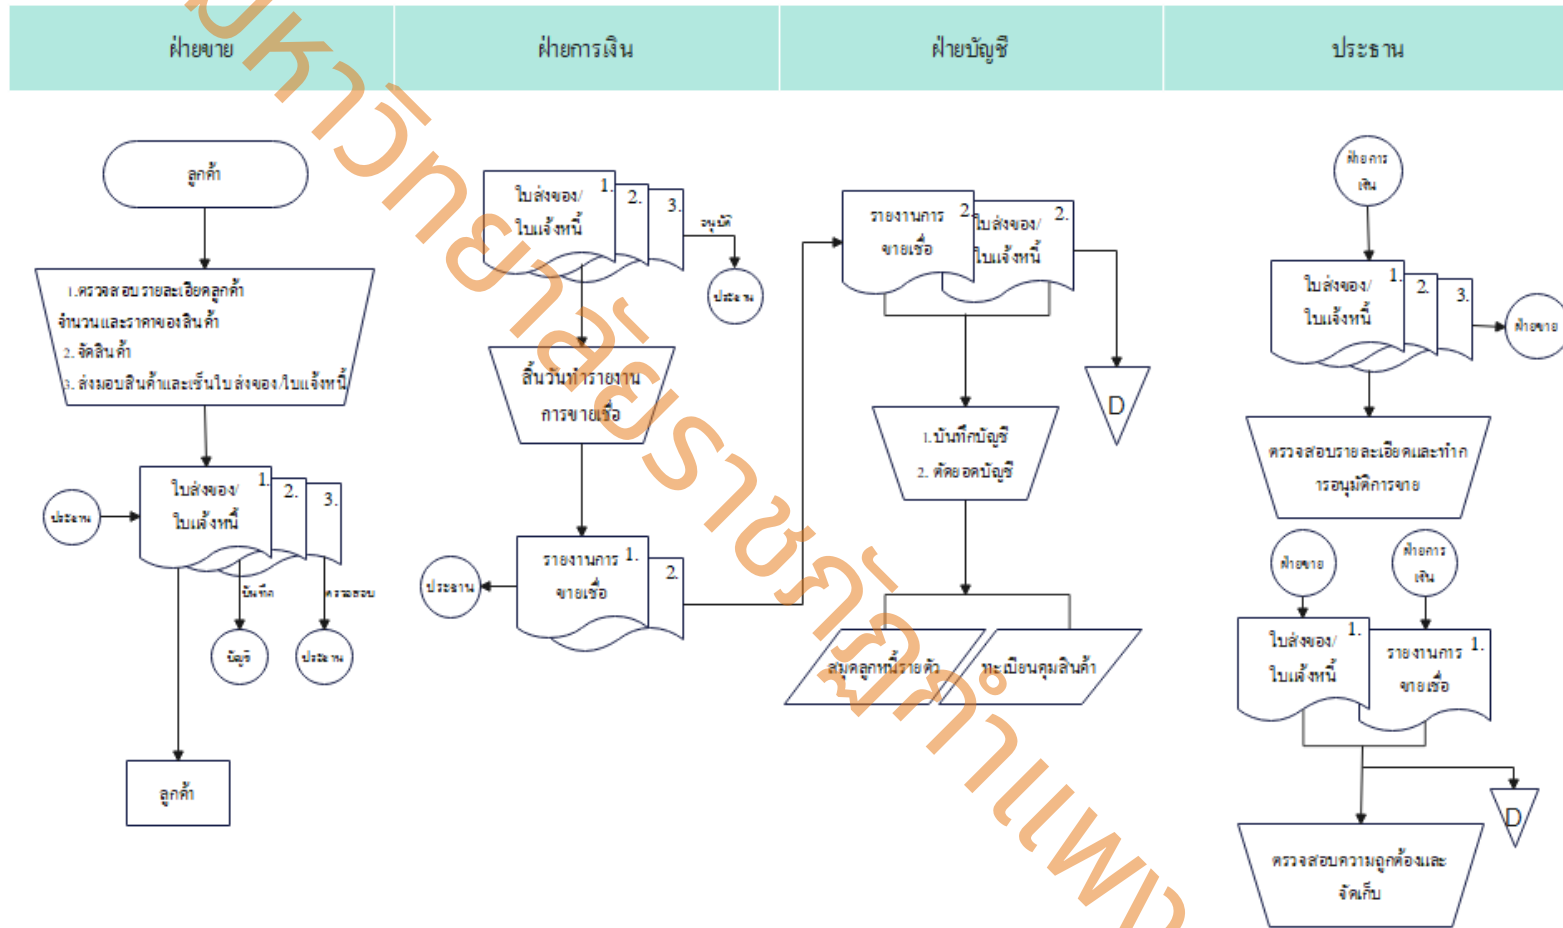 ฝ่ายขาย
ฝ่ายการเงิน
ฝ่ายบัญชี
ประธาน
ลูกค้า
1.ตรวจสอบรายละเอียดลูกค้า
จำนวนและราคาของสินค้า
2. จัดสินค้า
3. ส่งมอบสินค้าและเซ็นใบส่งของ/ใบแจ้งหนี้
ประธาน
ใบส่งของ/
ใบแจ้งหนี้
1.
2.
3.
บันทึก
ตรวจสอบ
บัญชี
ประธาน
ลูกค้า
ใบส่งของ/
ใบแจ้งหนี้
1.
2.
3.
อนุมัติ
ประธาน
สิ้นวันทำรายงาน
การขายเชื่อ
ประธาน
รายงานการ
ขายเชื่อ
1.
2.
รายงานการ
ขายเชื่อ
2.
ใบส่งของ/
ใบแจ้งหนี้
2.
D
1.บันทึกบัญชี
2. ตัดยอดบัญชี
สมุดลูกหนี้รายตัว
ทะเบียนคุมสินค้า
ฝ่ายการ
เงิน
ใบส่งของ/
ใบแจ้งหนี้
1.
2.
3.
ฝ่ายขาย
ตรวจสอบรายละเอียดและทำก
ารอนุมัติการขาย
ฝ่ายขาย
ฝ่ายการ
เงิน
ใบส่งของ/
ใบแจ้งหนี้
1.
รายงานการ
ขายเชื่อ
1.
D
ตรวจสอบความถูกต้องและ
จัดเก็บ
มหาวิทยาลัยราชภัฏกำแพง